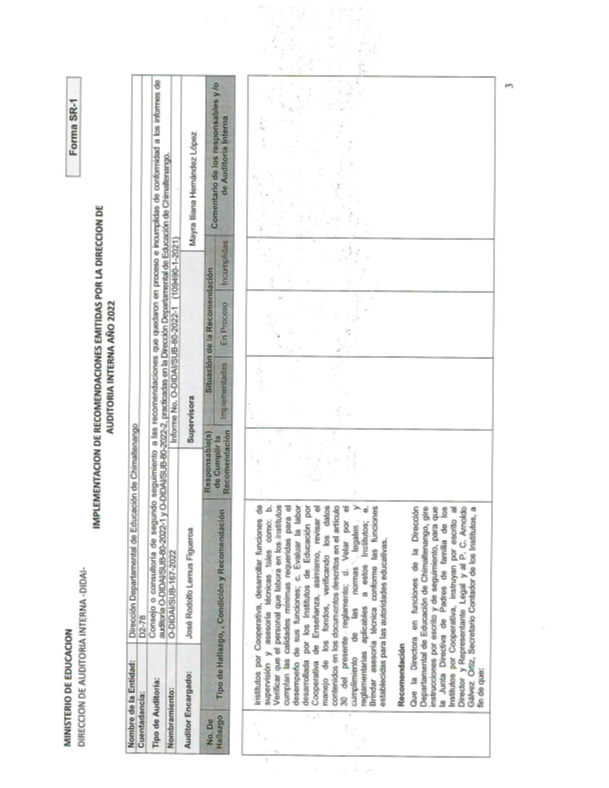 MINISTERIO DE EDUCACION
DIRECCION DE AUDITORIA INTERNA -DIDAI-
Forma SR-1
IMPLEMENTACION DE RECOMENDACIONES EMITIDAS POR LA DIRECCION DE
AUDITORIA INTERNA AÑO 2022
Nombre de la Entidad: Dirección Departamental de Educación de Chimaltenango
Cuentadancia: D2-78
Tipo de Auditoría: Consejo o consultoría de segundo seguimiento a las recomendaciones que quedaron en proceso e incumplidas de conformidad a los informes de
auditoría O-DIDAI/SUB-80-2022-1 y O-DIDAI/SUB-80-2022-2, practicadas en la Dirección Departamental de Educación de Chimaltenango.
Nombramiento: O-DIDAI/SUB-167-2022 Informe No. O-DIDAI/SUB-80-2022-1 (109490-1-2021)
Auditor Encargado: Jose Rodolfo Lemus Figueroa Supervisora Mayra Iliana Hernández López
No. De Hallazgo
Tipo de Hallazgo, , Condición y Recomendación
Responsable(s) de Cumplir la Recomendación
Situación de la Recomendación
Implementadas En Proceso Incumplidas
Comentario de los responsables y/o de Auditoría Interna
Institutos por Cooperativa, desarrollar funciones de
supervisión y asesoría técnicas tales como: b.
Verificar que el personal que labora en los institutos
cumplan las calidades mínimas requeridas para el
desempeño de sus funciones; c. Evaluar la labor
desarrollada por los Institutos de Educación por
Cooperativa de Enseñanza, asimismo, revisar el
manejo de los fondos, verificando los datos
contenidos en los documentos descritos en el artículo
30 del presente reglamento; d. Velar por el
cumplimiento de las normas legales y
reglamentarias aplicables a estos Institutos; e.
Brindar asesoría técnica conforme las funciones
establecidas para las autoridades educativas.
Recomendación
Que la Directora en funciones de la Dirección
Departamental de Educación de Chimaltenango, gire
instrucciones por escrito y de seguimiento, para que
la Junta Directiva de Padres de familia de los
Institutos por Cooperativa, instruyan por escrito al
Director y Representante Legal y al P. C. Arnoldo
Gálvez Ortiz, Secretario Contador de los Institutos, a
fin de que:
3